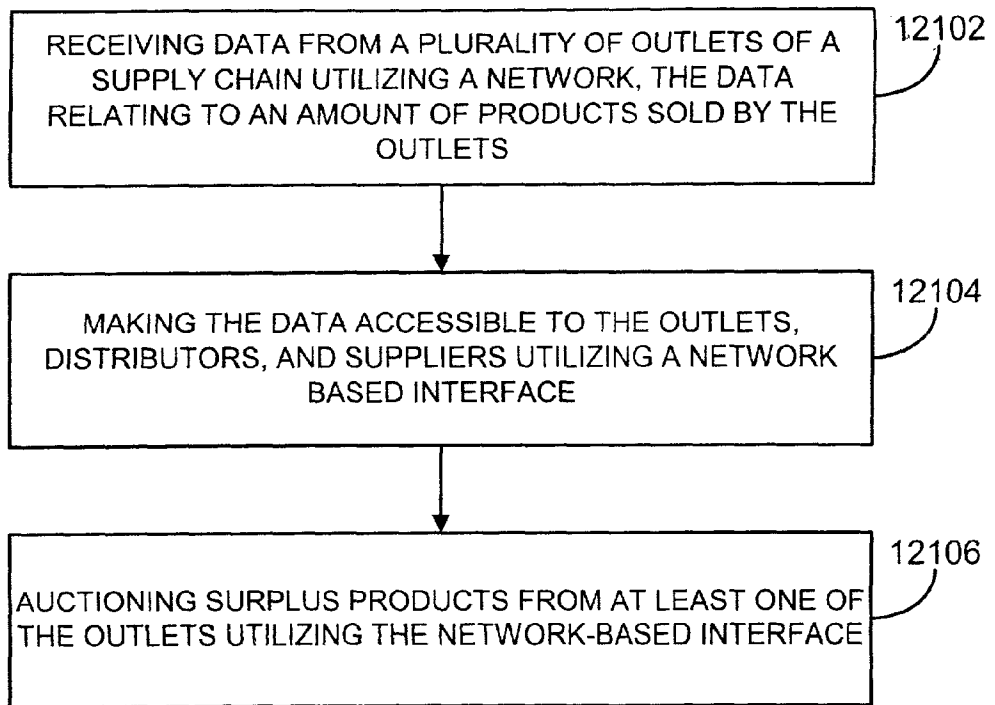 12102
RECEIVING DATA FROM A PLURALITY OF OUTLETS OF A
SUPPLY CHAIN UTILIZING A NETWORK, THE DATA
RELATING TO AN AMOUNT OF PRODUCTS SOLD BY THE
OUTLETS
12104
MAKING THE DATA ACCESSIBLE TO THE OUTLETS,
DISTRIBUTORS, AND SUPPLIERS UTILIZING A NETWORK
BASED INTERFACE
12106
AUCTIONING SURPLUS PRODUCTS FROM AT LEAST ONE OF
THE OUTLETS UTILIZING THE NETWORK-BASED INTERFACE